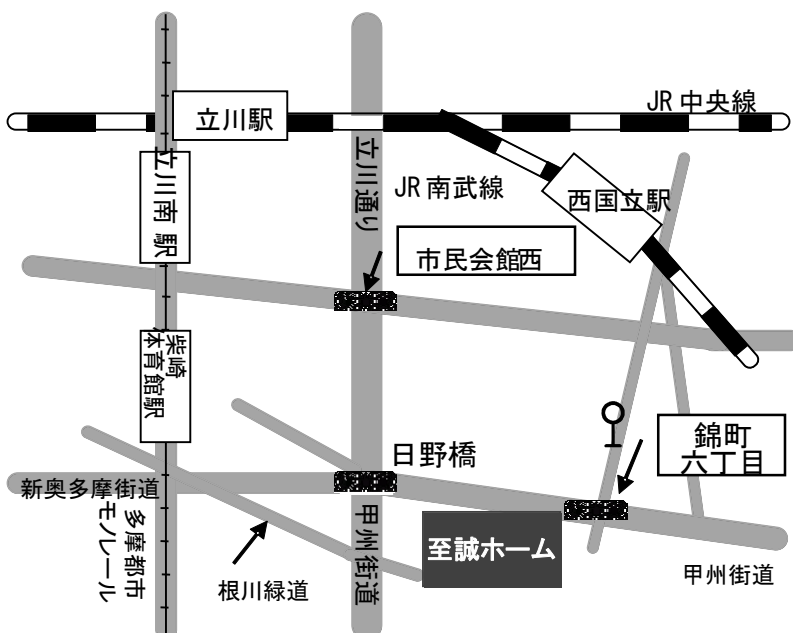 JR 中央線
立川駅
立川通り
立川南 駅
JR 南武線
西国立駅
市民会館西
柴崎
体育館駅
日野橋
錦町
六丁目
新奥多摩街道
多摩都市
モノレール
甲州街道
至誠ホーム
根川緑道
甲州街道